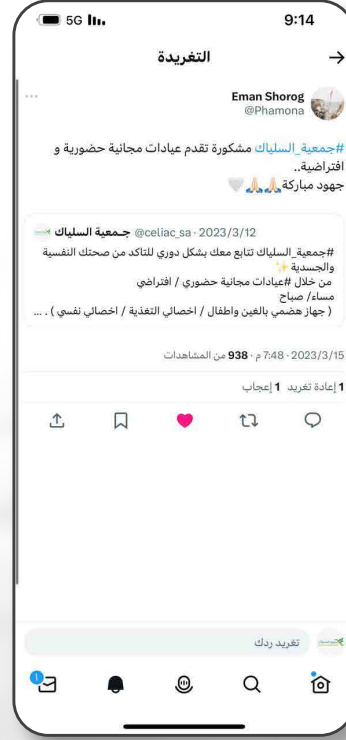 5G
9:14
التغريدة
Eman Shorog
@Phamona
#جمعية_السلياك مشكورة تقدم عيادات مجانية حضورية و
افتراضية..
جهود مباركة🙏🏻🙏🏻🤍
جـمعية السلياك @celiac_sa · 2023/3/12
#جمعية_السلياك تتابع معك بشكل دوري للتاكد من صحتك النفسية
والجسدية ✨
من خلال #عيادات مجانية حضوري / افتراضي
مساء/ صباح
( جهاز هضمي بالغين واطفال / اخصائي التغذية / اخصائي نفسي ) . ...
2023/3/15 · 7:48 م · 938 من المشاهدات
1 إعادة تغريد 1 إعجاب
تغريد ردك
1